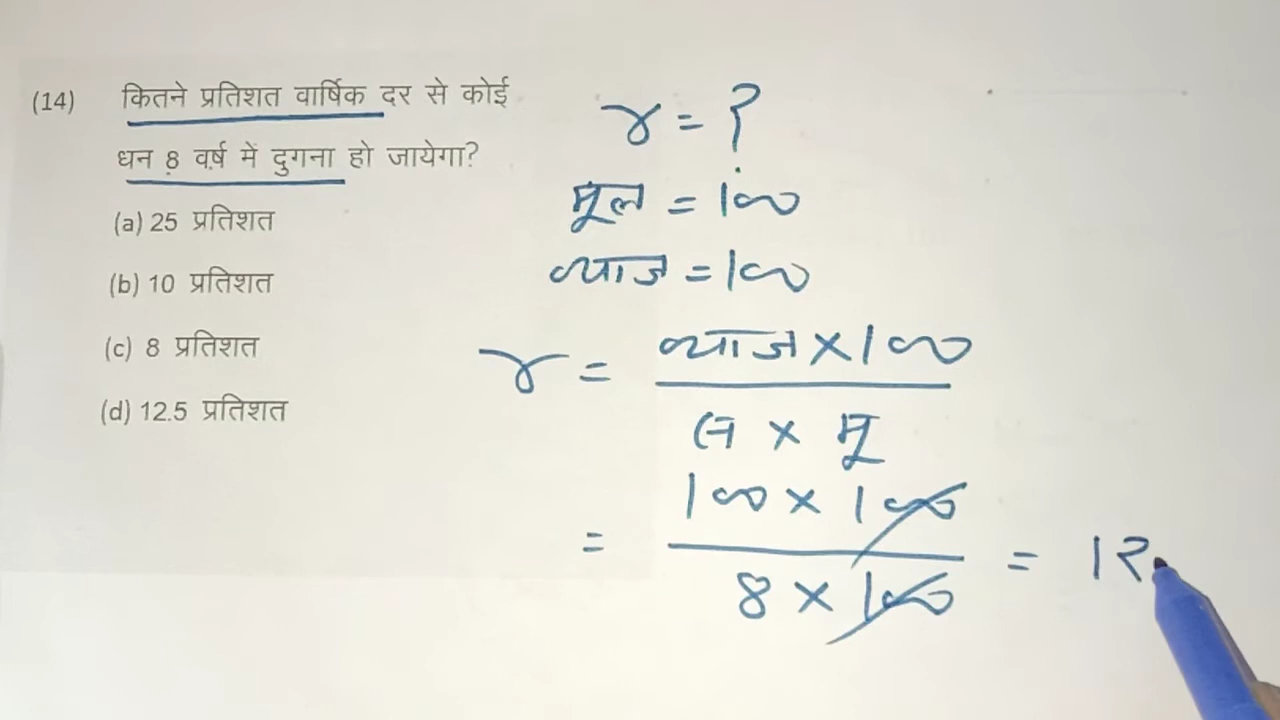 (14) कितने प्रतिशत वार्षिक दर से कोई
धन 8 वर्ष में दुगना हो जायेगा?
(a) 25 प्रतिशत
(b) 10 प्रतिशत
(c) 8 प्रतिशत
(d) 12.5 प्रतिशत
r = ?
मूल = 100
ब्याज = 100
r = ब्याज × 100
स × मू
= 100 × 100
8 × 100
= 12